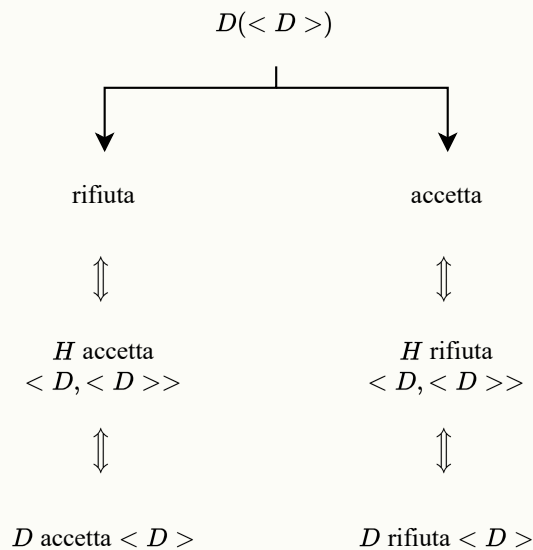 D(< D >)
rifiuta
accetta
⇕
⇕
H accetta
< D, < D >>
H rifiuta
< D, < D >>
⇕
⇕
D accetta < D >
D rifiuta < D >